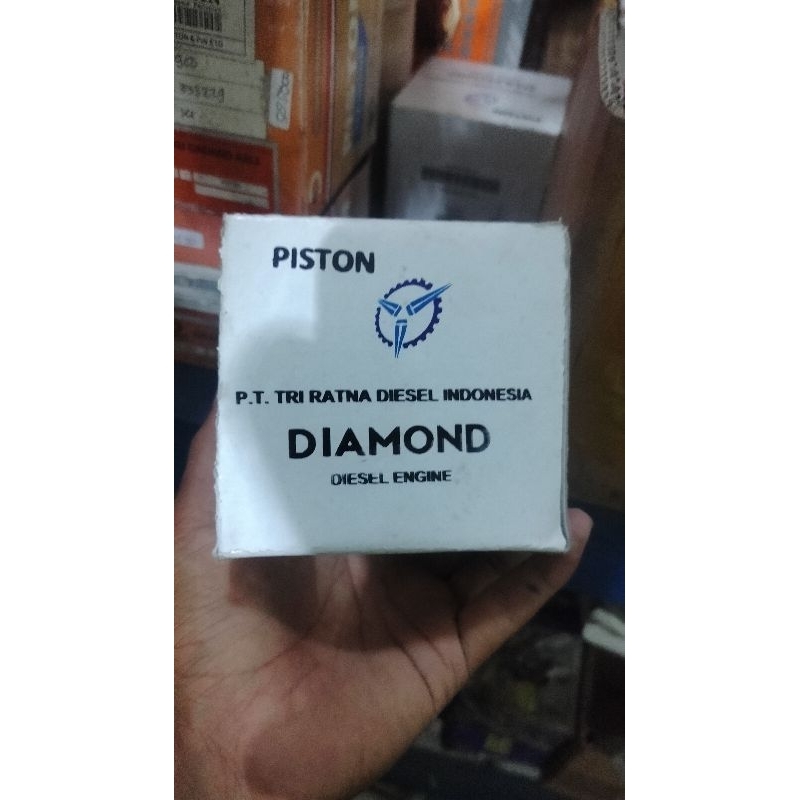 PISTON
P.T. TRI RATNA DIESEL INDONESIA
DIAMOND
DIESEL ENGINE